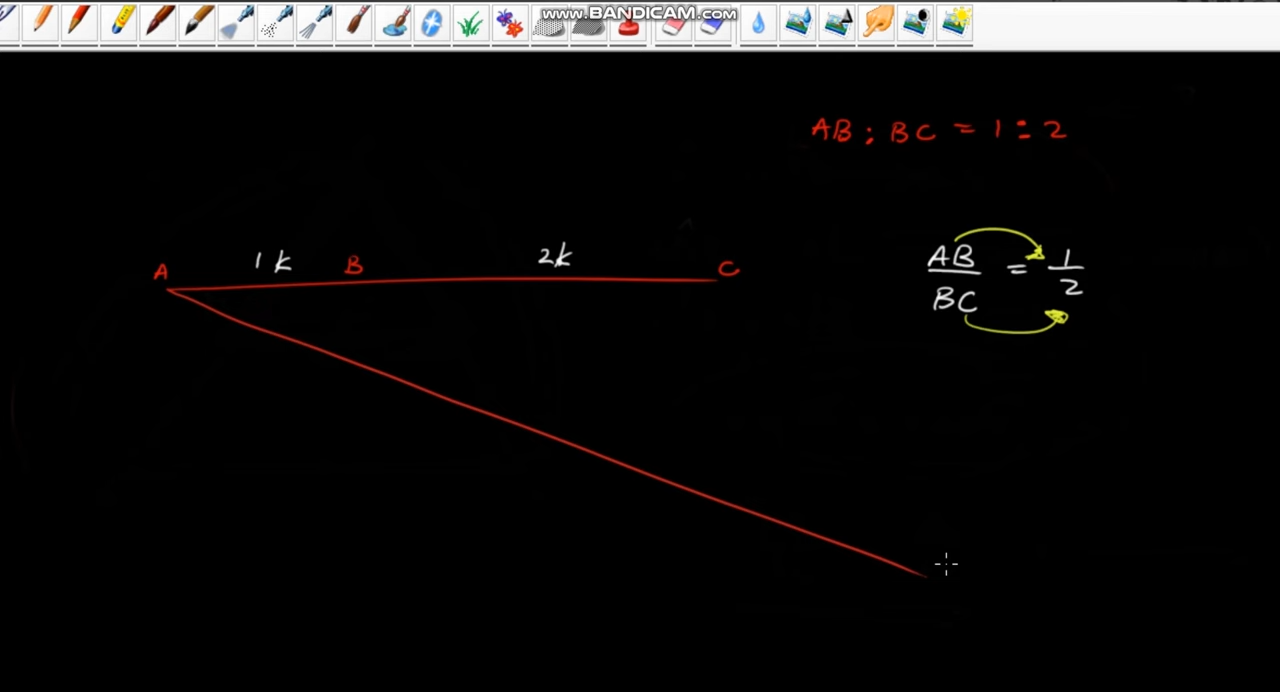 www.BANDICAM.com
AB : BC = 1 : 2
A 1k B 2k C
AB
BC
=
1
2